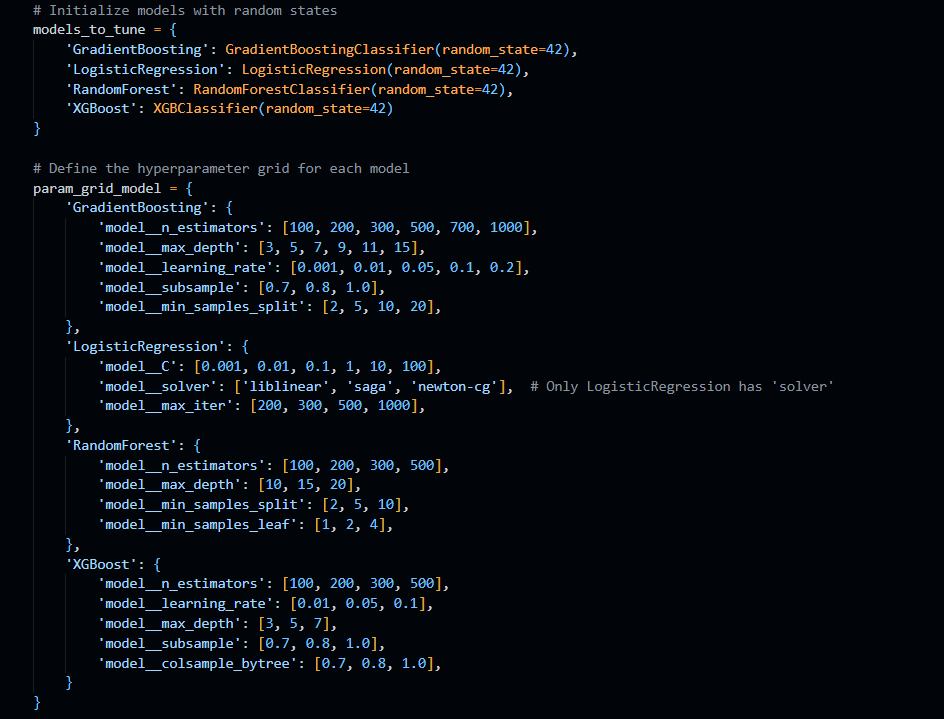 # Initialize models with random states
models_to_tune = {
    'GradientBoosting': GradientBoostingClassifier(random_state=42),
    'LogisticRegression': LogisticRegression(random_state=42),
    'RandomForest': RandomForestClassifier(random_state=42),
    'XGBoost': XGBClassifier(random_state=42)
}

# Define the hyperparameter grid for each model
param_grid_model = {
    'GradientBoosting': {
        'model__n_estimators': [100, 200, 300, 500, 700, 1000],
        'model__max_depth': [3, 5, 7, 9, 11, 15],
        'model__learning_rate': [0.001, 0.01, 0.05, 0.1, 0.2],
        'model__subsample': [0.7, 0.8, 1.0],
        'model__min_samples_split': [2, 5, 10, 20],
    },
    'LogisticRegression': {
        'model__C': [0.001, 0.01, 0.1, 1, 10, 100],
        'model__solver': ['liblinear', 'saga', 'newton-cg'],  # Only LogisticRegression has 'solver'
        'model__max_iter': [200, 300, 500, 1000],
    },
    'RandomForest': {
        'model__n_estimators': [100, 200, 300, 500],
        'model__max_depth': [10, 15, 20],
        'model__min_samples_split': [2, 5, 10],
        'model__min_samples_leaf': [1, 2, 4],
    },
    'XGBoost': {
        'model__n_estimators': [100, 200, 300, 500],
        'model__learning_rate': [0.01, 0.05, 0.1],
        'model__max_depth': [3, 5, 7],
        'model__subsample': [0.7, 0.8, 1.0],
        'model__colsample_bytree': [0.7, 0.8, 1.0],
    }
}